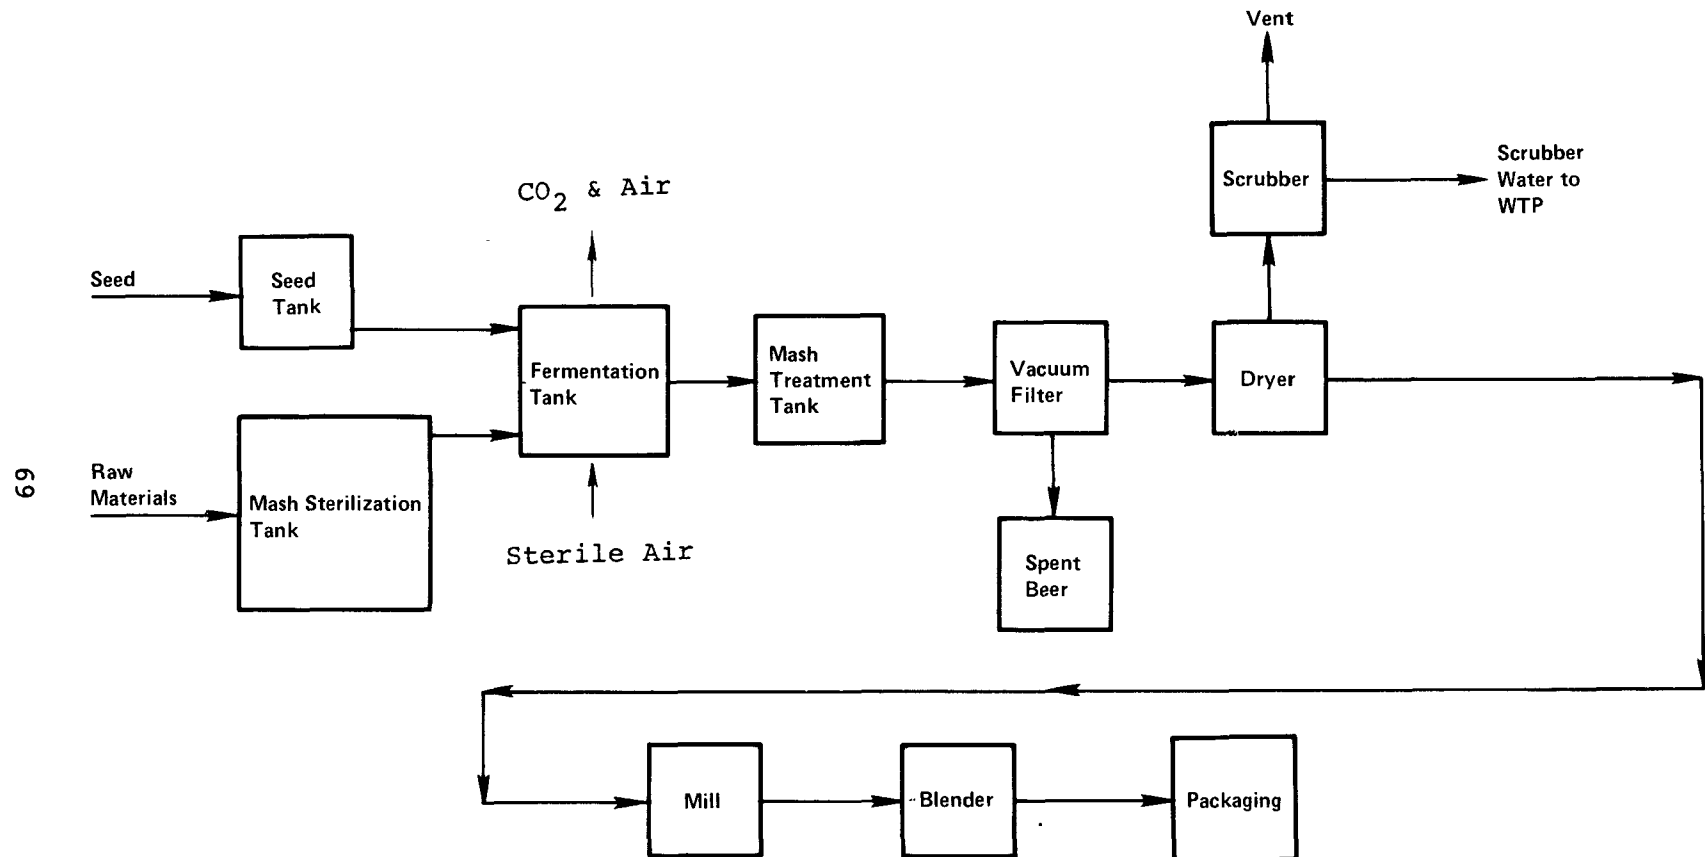 Vent
Scrubber
Scrubber
Water to
WTP
CO2 & Air
Seed
Seed
Tank
Fermentation
Tank
Mash
Treatment
Tank
Vacuum
Filter
Dryer
Raw
Materials
Mash Sterilization
Tank
Sterile Air
Spent
Beer
69
Mill
Blender
Packaging